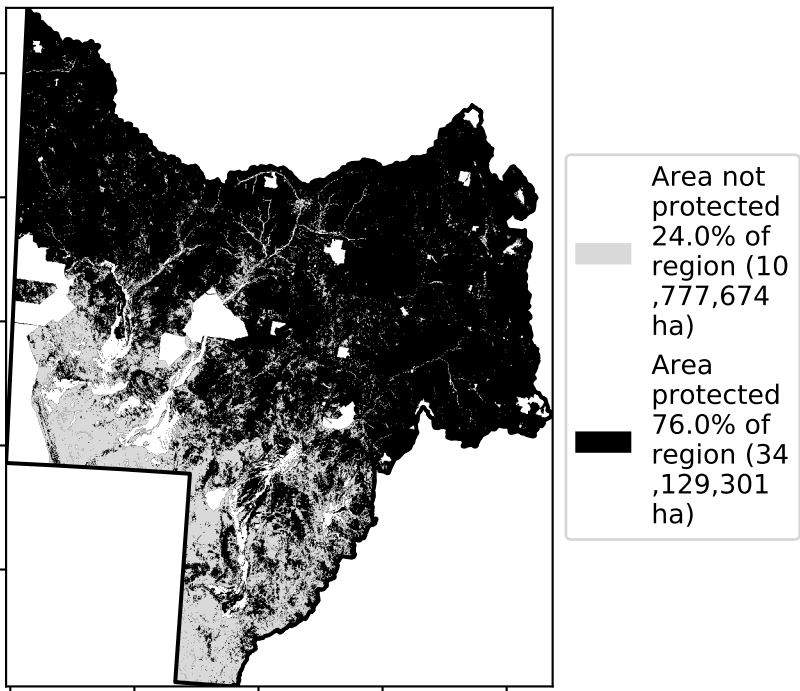 Area not
protected
24.0% of
region (10
,777,674
ha)
Area
protected
76.0% of
region (34
,129,301
ha)